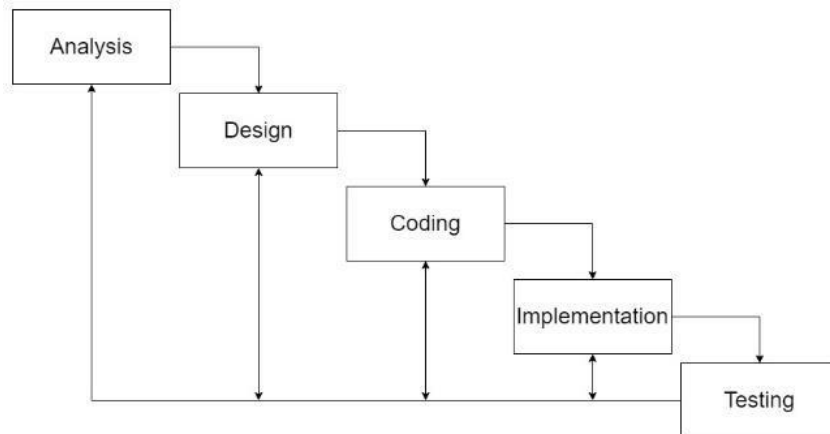 Analysis
Design
Coding
Implementation
Testing